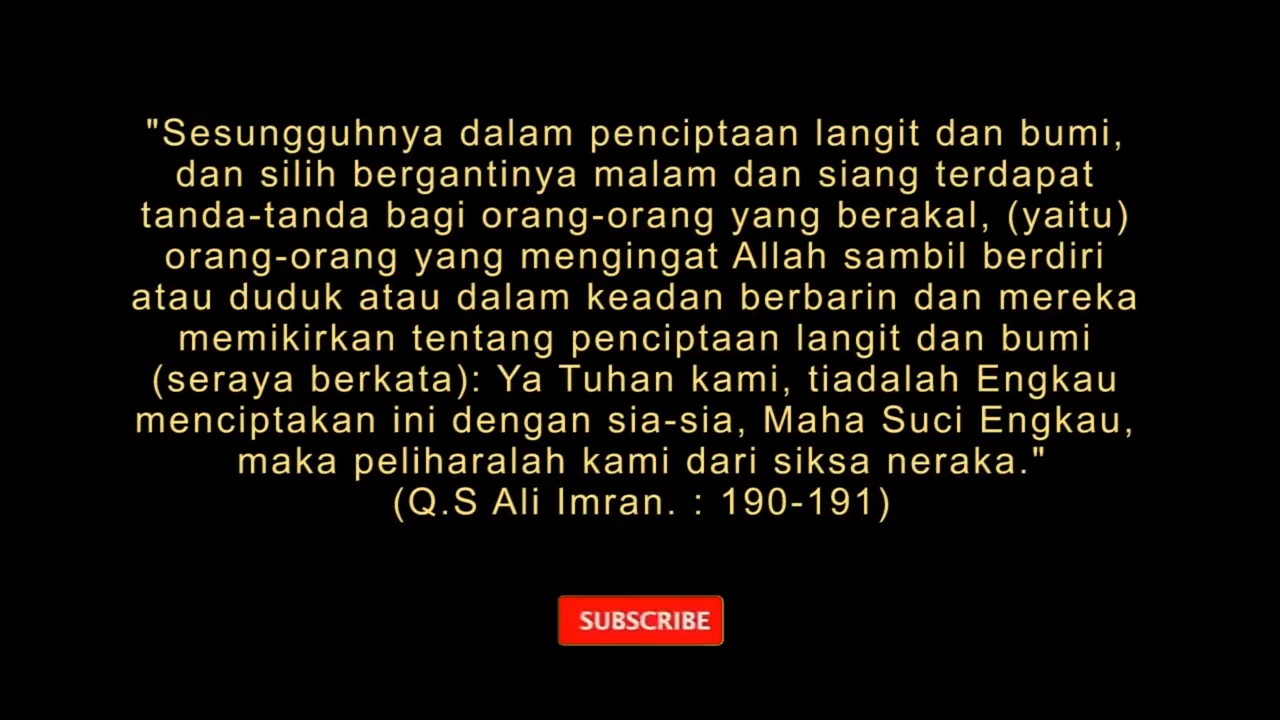 "Sesungguhnya dalam penciptaan langit dan bumi,
dan silih bergantinya malam dan siang terdapat
tanda-tanda bagi orang-orang yang berakal, (yaitu)
orang-orang yang mengingat Allah sambil berdiri
atau duduk atau dalam keadan berbarin dan mereka
memikirkan tentang penciptaan langit dan bumi
(seraya berkata): Ya Tuhan kami, tiadalah Engkau
menciptakan ini dengan sia-sia, Maha Suci Engkau,
maka peliharalah kami dari siksa neraka."
(Q.S Ali Imran. : 190-191)
SUBSCRIBE